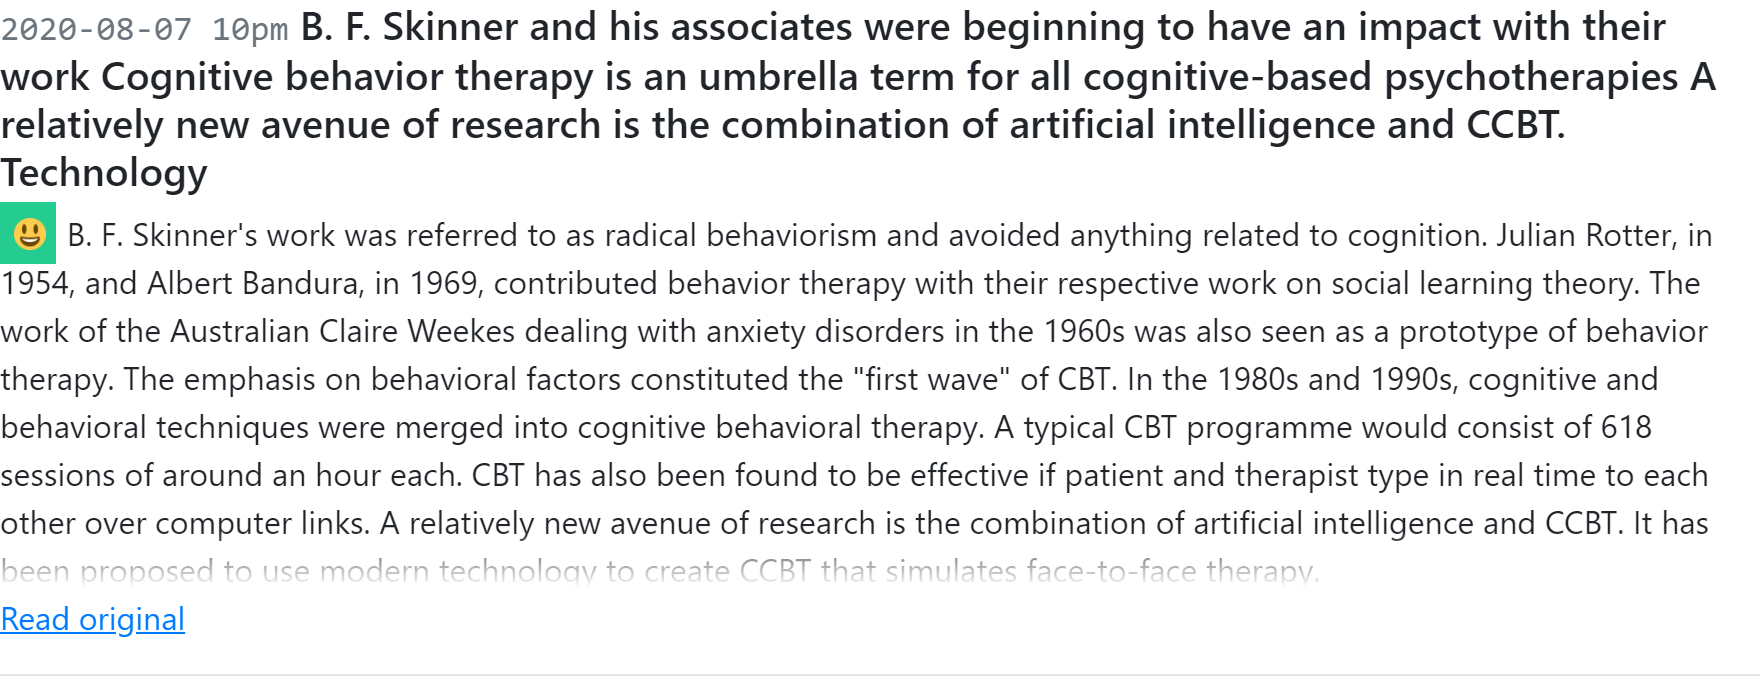 2020-08-07 10pm B. F. Skinner and his associates were beginning to have an impact with their
work Cognitive behavior therapy is an umbrella term for all cognitive-based psychotherapies A
relatively new avenue of research is the combination of artificial intelligence and CCBT.
Technology
B. F. Skinner's work was referred to as radical behaviorism and avoided anything related to cognition. Julian Rotter, in
1954, and Albert Bandura, in 1969, contributed behavior therapy with their respective work on social learning theory. The
work of the Australian Claire Weekes dealing with anxiety disorders in the 1960s was also seen as a prototype of behavior
therapy. The emphasis on behavioral factors constituted the "first wave" of CBT. In the 1980s and 1990s, cognitive and
behavioral techniques were merged into cognitive behavioral therapy. A typical CBT programme would consist of 618
sessions of around an hour each. CBT has also been found to be effective if patient and therapist type in real time to each
other over computer links. A relatively new avenue of research is the combination of artificial intelligence and CCBT. It has
been proposed to use modern technology to create CCBT that simulates face-to-face therapy.
Read original